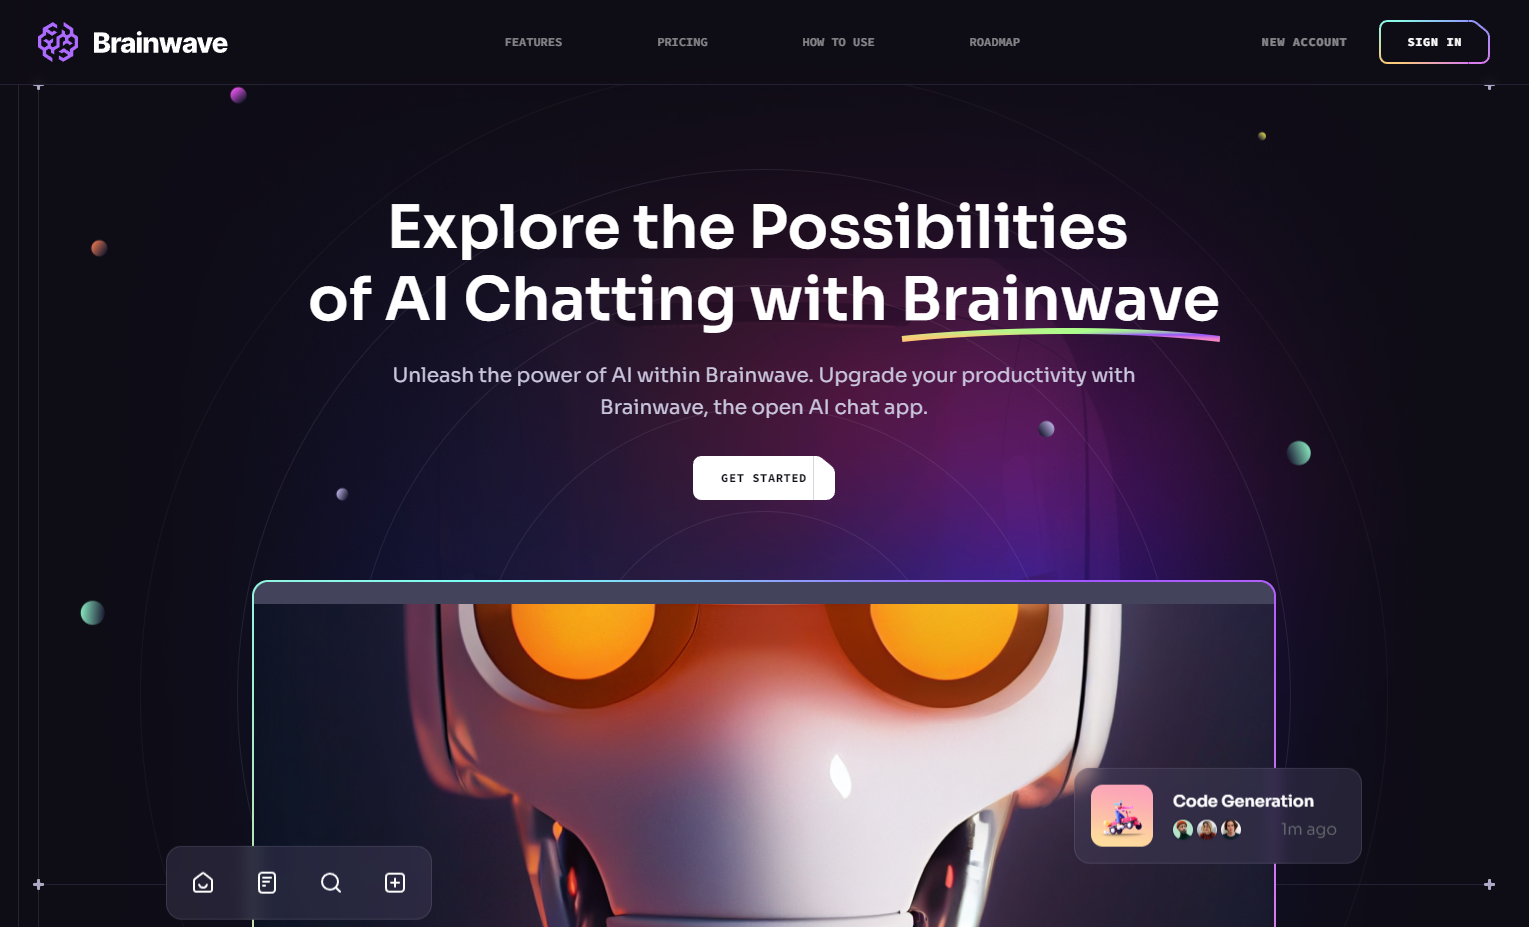 Brainwave
FEATURES
PRICING
HOW TO USE
ROADMAP
NEW ACCOUNT
SIGN IN
Explore the Possibilities
of AI Chatting with Brainwave
Unleash the power of AI within Brainwave. Upgrade your productivity with
Brainwave, the open AI chat app.
GET STARTED
Code Generation
1m ago